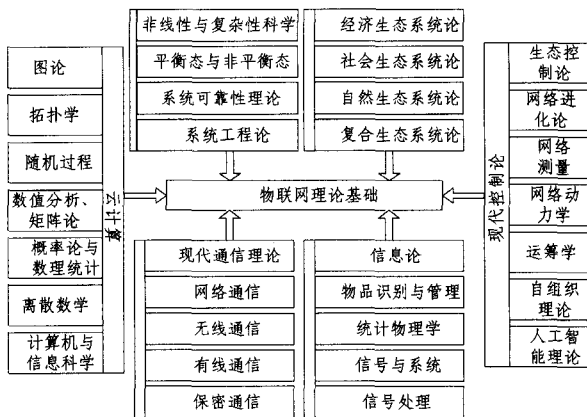 图论
拓扑学
随机过程
数值分析、
矩阵论
概率论与
数理统计
离散数学
计算机与
信息科学
云计算
非线性与复杂性科学
平衡态与非平衡态
系统可靠性理论
系统工程论
经济生态系统论
社会生态系统论
自然生态系统论
复合生态系统论
物联网理论基础
现代通信理论
网络通信
无线通信
有线通信
保密通信
信息论
物品识别与管理
统计物理学
信号与系统
信号处理
现代控制论
生态控
制论
网络进
化论
网络
测量
网络动
力学
运筹学
自组织
理论
人工智
能理论